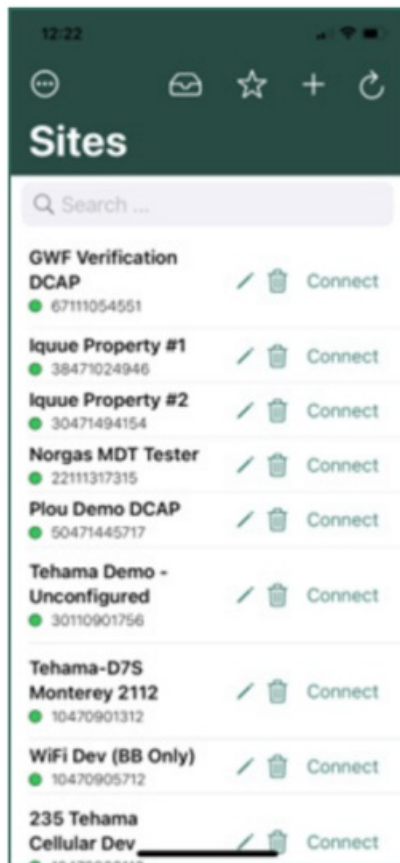 12:22
Sites
Search ...
GWF Verification
DCAP
67111054551
Connect
Iquue Property #1
38471024946
Connect
Iquue Property #2
30471494154
Connect
Norgas MDT Tester
22111317315
Connect
Plou Demo DCAP
50471445717
Connect
Tehama Demo -
Unconfigured
30110901756
Connect
Tehama-D7S
Monterey 2112
10470901312
Connect
WiFi Dev (BB Only)
10470905712
Connect
235 Tehama
Cellular Dev
Connect